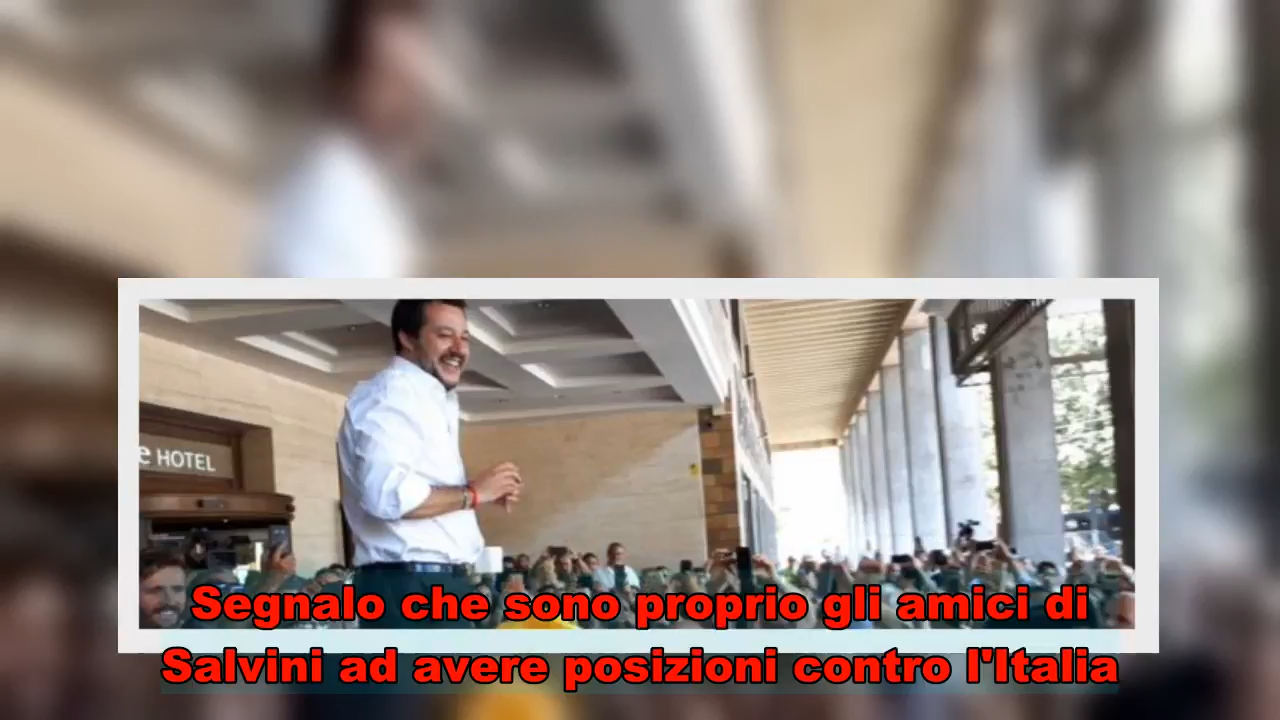 e HOTEL
Segnalo che sono proprio gli amici di
Salvini ad avere posizioni contro l'Italia